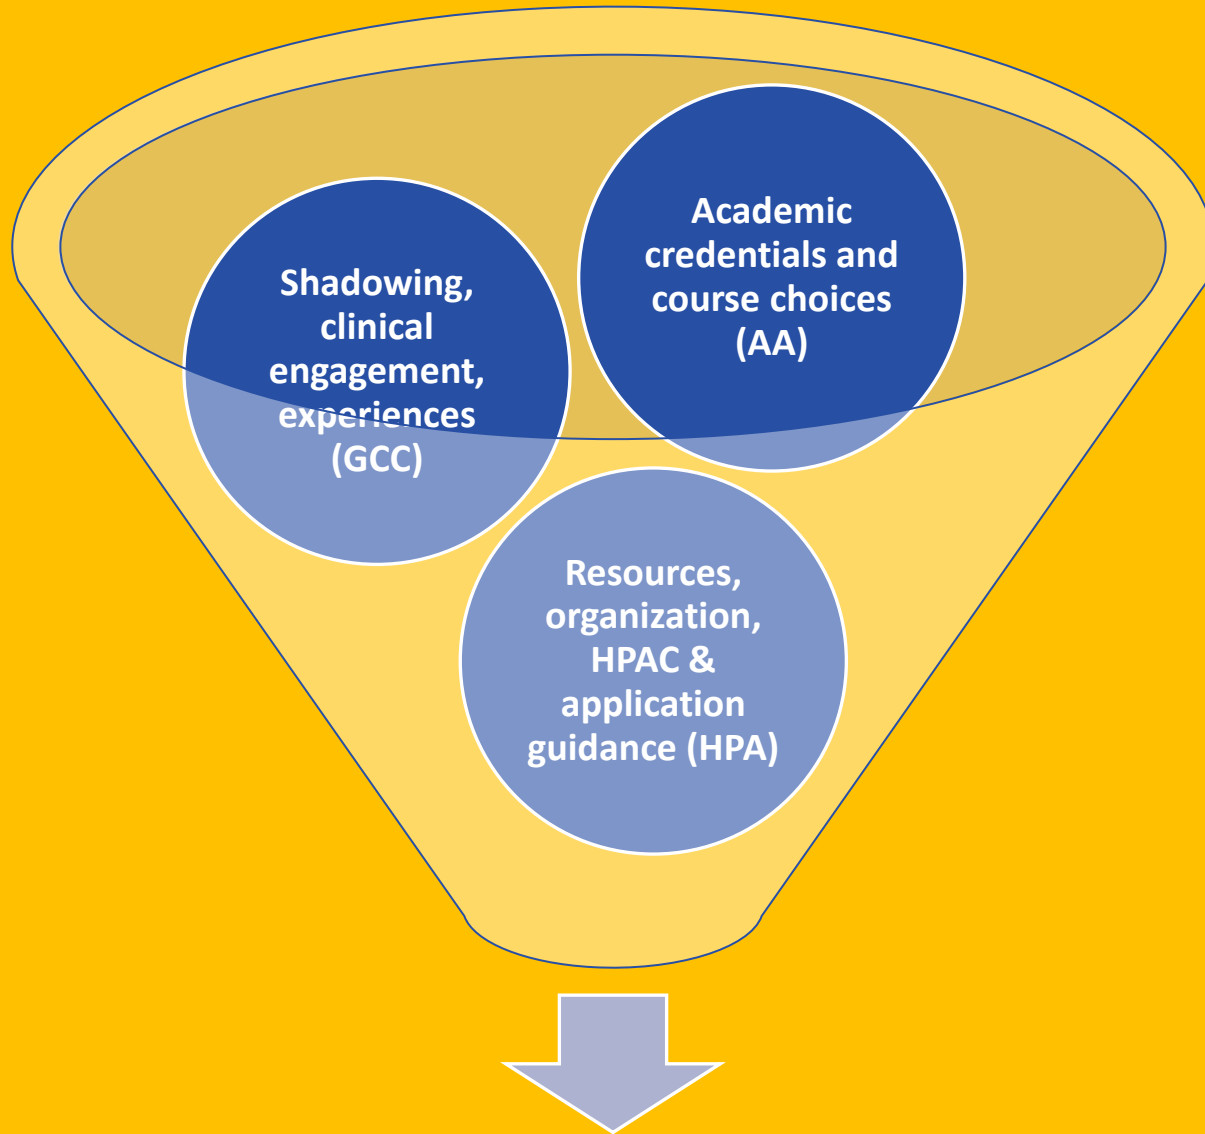 Academic
credentials and
course choices
(AA)
Shadowing,
clinical
engagement,
experiences
(GCC)
Resources,
organization,
HPAC &
application
guidance (HPA)